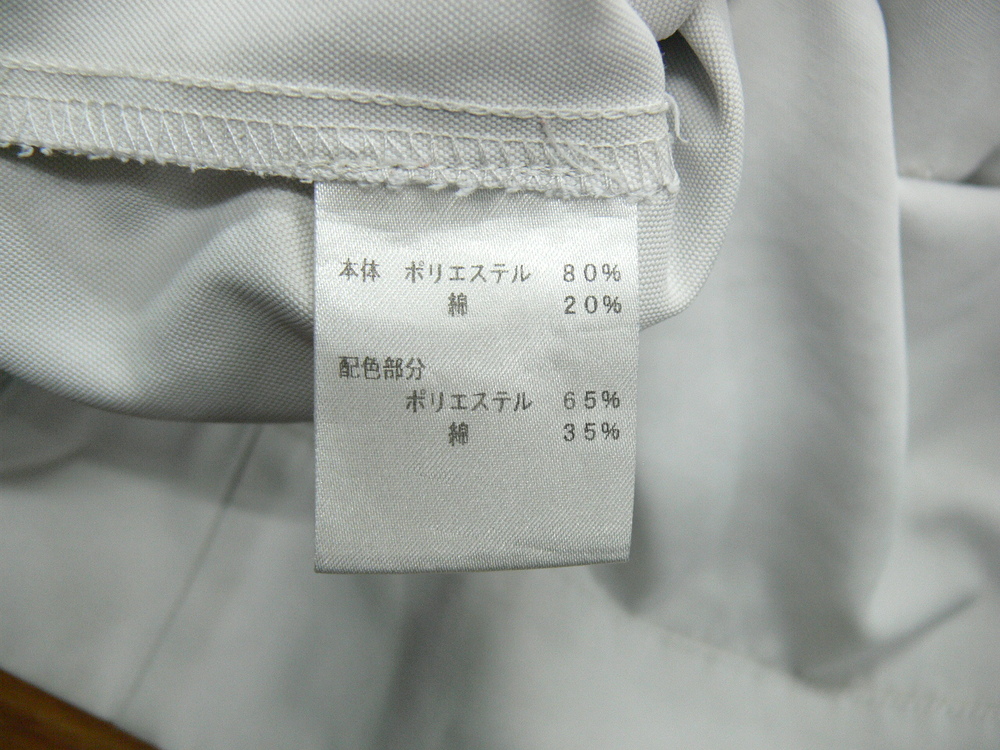 本体 ポリエステル 80%
綿 20%
配色部分
ポリエステル 65%
綿 35%